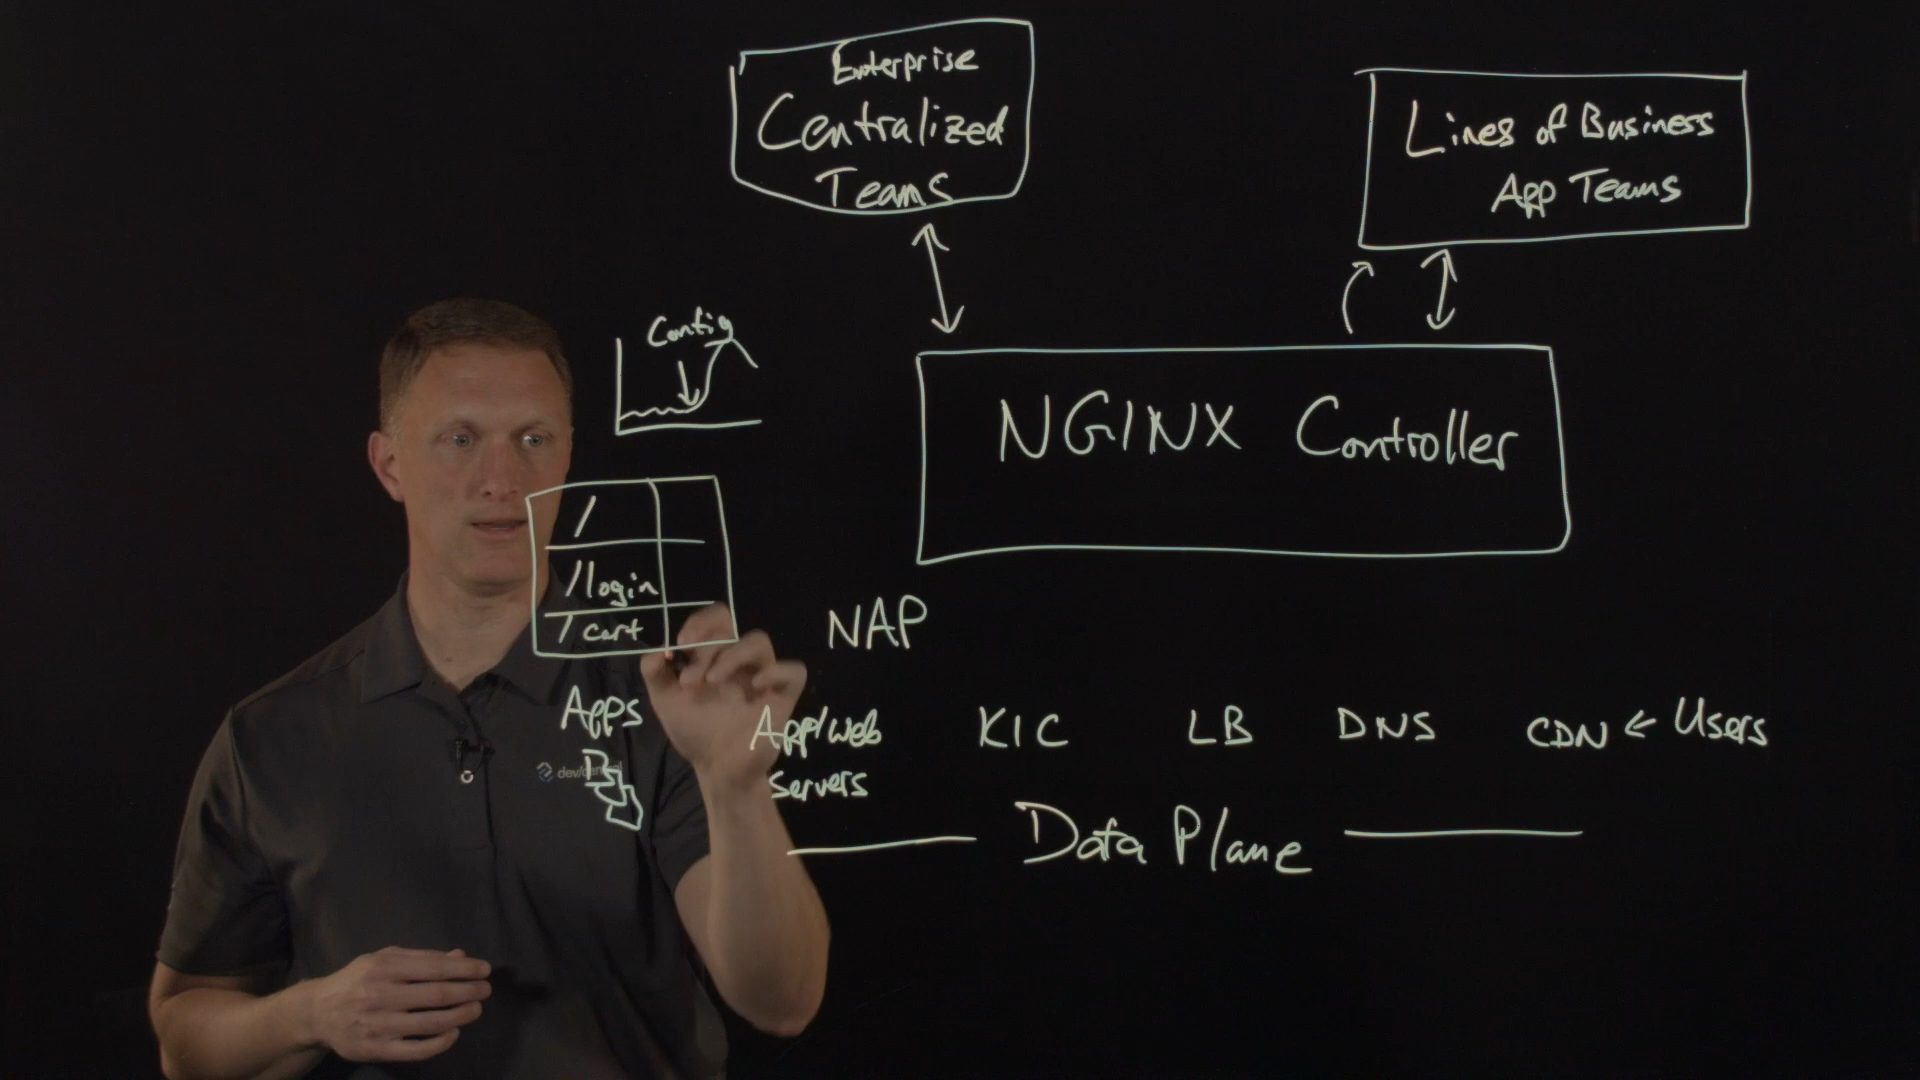 Enterprise
Centralized
Teams
Lines of Business
App Teams
Config
NGINX Controller
/
/login
/cart
NAP
Apps
App/web
Servers
KIC
LB
DNS
CDN ← Users
Data Plane